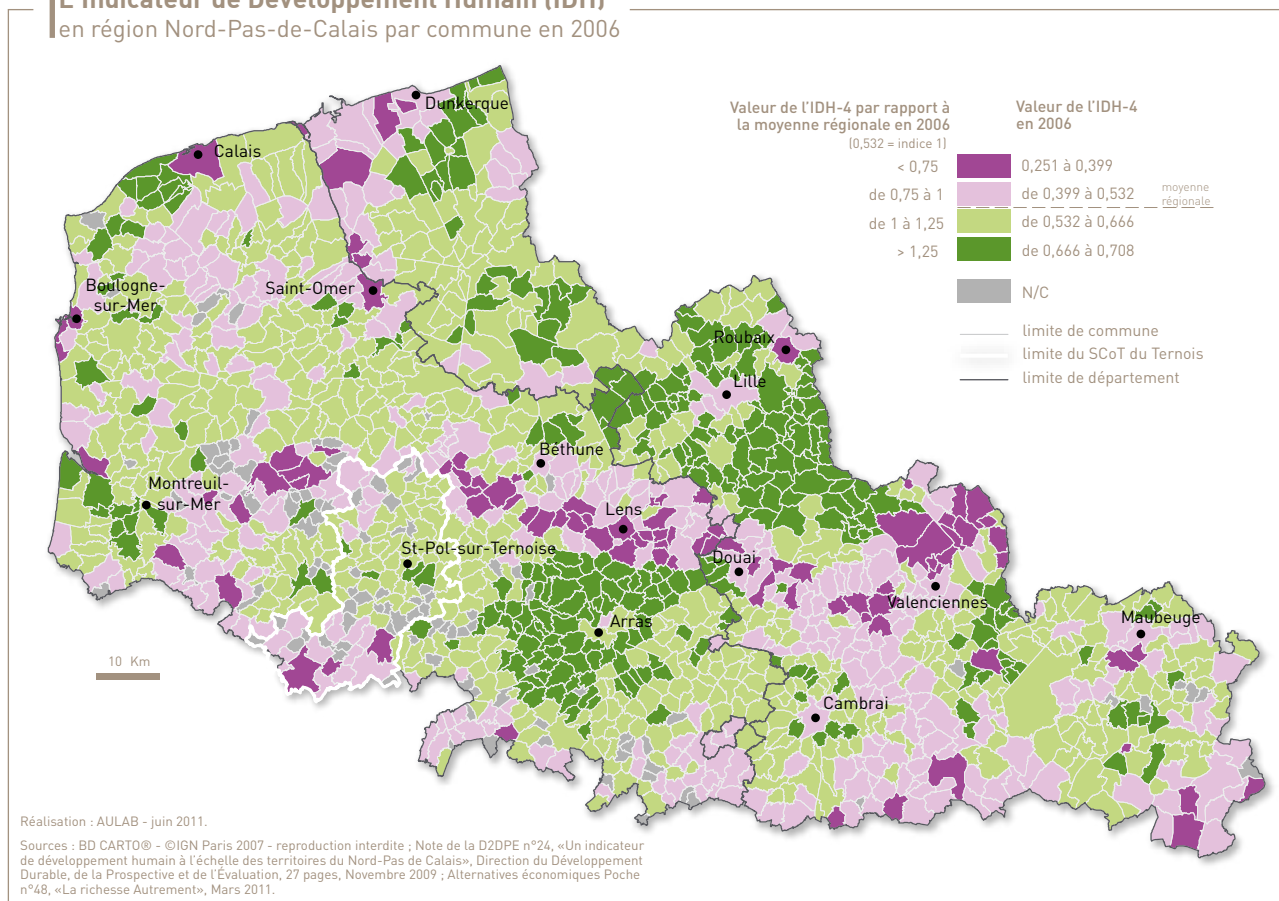 L'Indicateur de Développement Humain (IDH)
en région Nord-Pas-de-Calais par commune en 2006
Valeur de l'IDH-4 par rapport à
la moyenne régionale en 2006
(0,532 = indice 1)
Valeur de l'IDH-4
en 2006
< 0,75
0,251 à 0,399
de 0,75 à 1
de 0,399 à 0,532
moyenne
régionale
de 1 à 1,25
de 0,532 à 0,666
> 1,25
de 0,666 à 0,708
N/C
limite de commune
limite du SCoT du Ternois
limite de département
Dunkerque
Calais
Boulogne-
sur-Mer
Saint-Omer
Roubaix
Lille
Béthune
Montreuil-
sur-Mer
Lens
St-Pol-sur-Ternoise
Douai
Valenciennes
Arras
Maubeuge
Cambrai
10 Km
Réalisation : AULAB - juin 2011.
Sources : BD CARTO® - ©IGN Paris 2007 - reproduction interdite ; Note de la D2DPE n°24, «Un indicateur
de développement humain à l'échelle des territoires du Nord-Pas de Calais», Direction du Développement
Durable, de la Prospective et de l'Évaluation, 27 pages, Novembre 2009 ; Alternatives économiques Poche
n°48, «La richesse Autrement», Mars 2011.